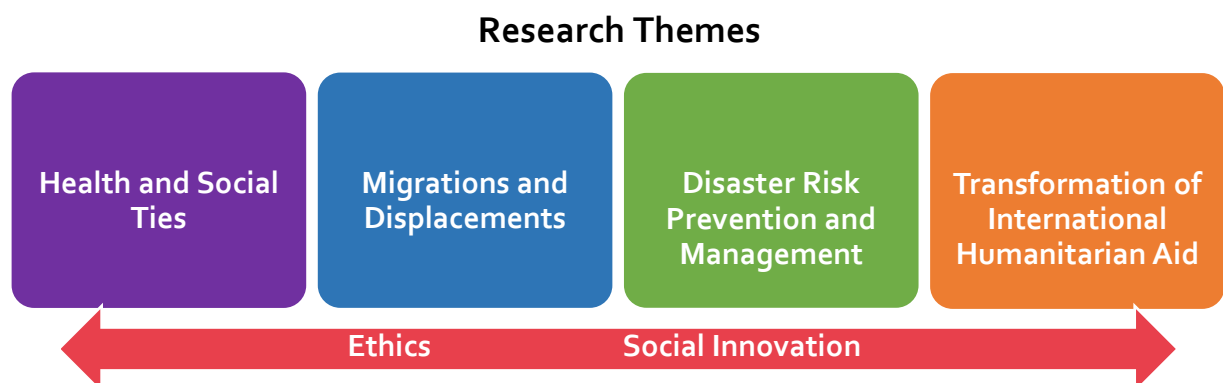 Research Themes
Health and Social
Ties
Migrations and
Displacements
Disaster Risk
Prevention and
Management
Transformation of
International
Humanitarian Aid
Ethics
Social Innovation